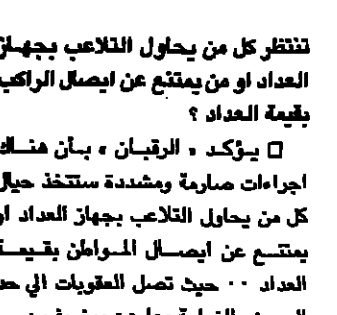 تنتظر كل من يحاول التلاعب بجهاز
العداد او من يمتنع عن ايصال الراكب
بقيمة العداد ؟
□ يؤكد « الرقبان » بأن هناك
اجراءات صارمة ومشددة ستتخذ حيال
كل من يحاول التلاعب بجهاز العداد او
يمتنع عن ايصال المواطن بقيمة
العداد ٠٠ حيث تصل العقوبات الي حد